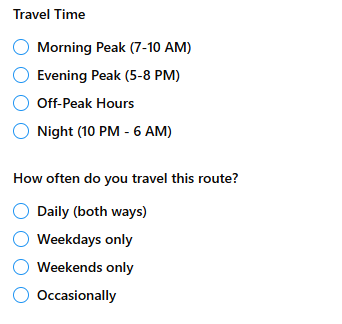 Travel Time
Morning Peak (7-10 AM)
Evening Peak (5-8 PM)
Off-Peak Hours
Night (10 PM - 6 AM)
How often do you travel this route?
Daily (both ways)
Weekdays only
Weekends only
Occasionally